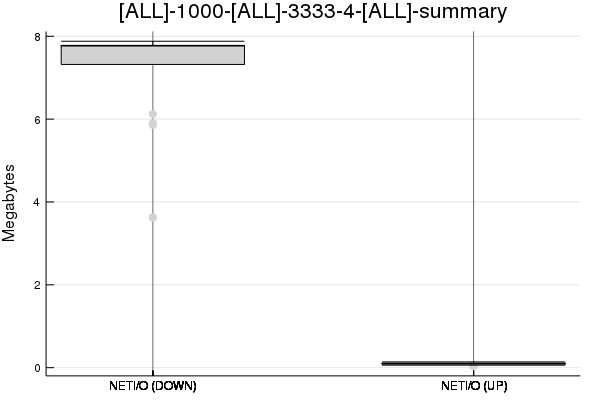 [ALL]-1000-[ALL]-3333-4-[ALL]-summary
Megabytes
8
6
4
2
0
NETI/O (DOWN)
NETI/O (UP)